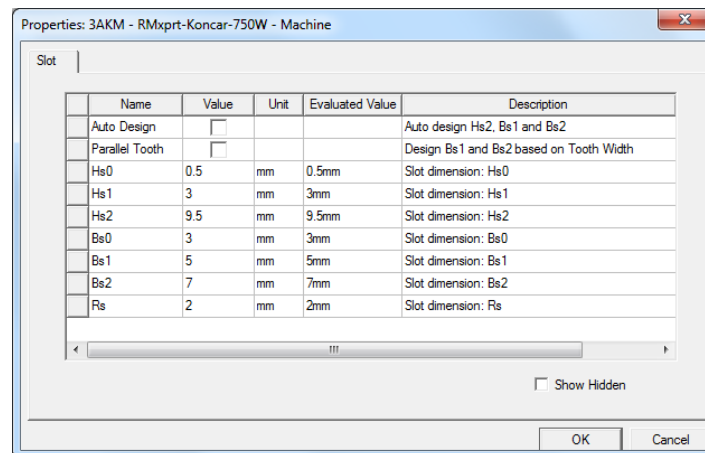 Properties: 3AKM - RMxprt-Koncar-750W - Machine
Slot
Name Value Unit Evaluated Value Description
Auto Design Auto design Hs2, Bs1 and Bs2
Parallel Tooth Design Bs1 and Bs2 based on Tooth Width
Hs0 0.5 mm 0.5mm Slot dimension: Hs0
Hs1 3 mm 3mm Slot dimension: Hs1
Hs2 9.5 mm 9.5mm Slot dimension: Hs2
Bs0 3 mm 3mm Slot dimension: Bs0
Bs1 5 mm 5mm Slot dimension: Bs1
Bs2 7 mm 7mm Slot dimension: Bs2
Rs 2 mm 2mm Slot dimension: Rs
Show Hidden
OK Cancel